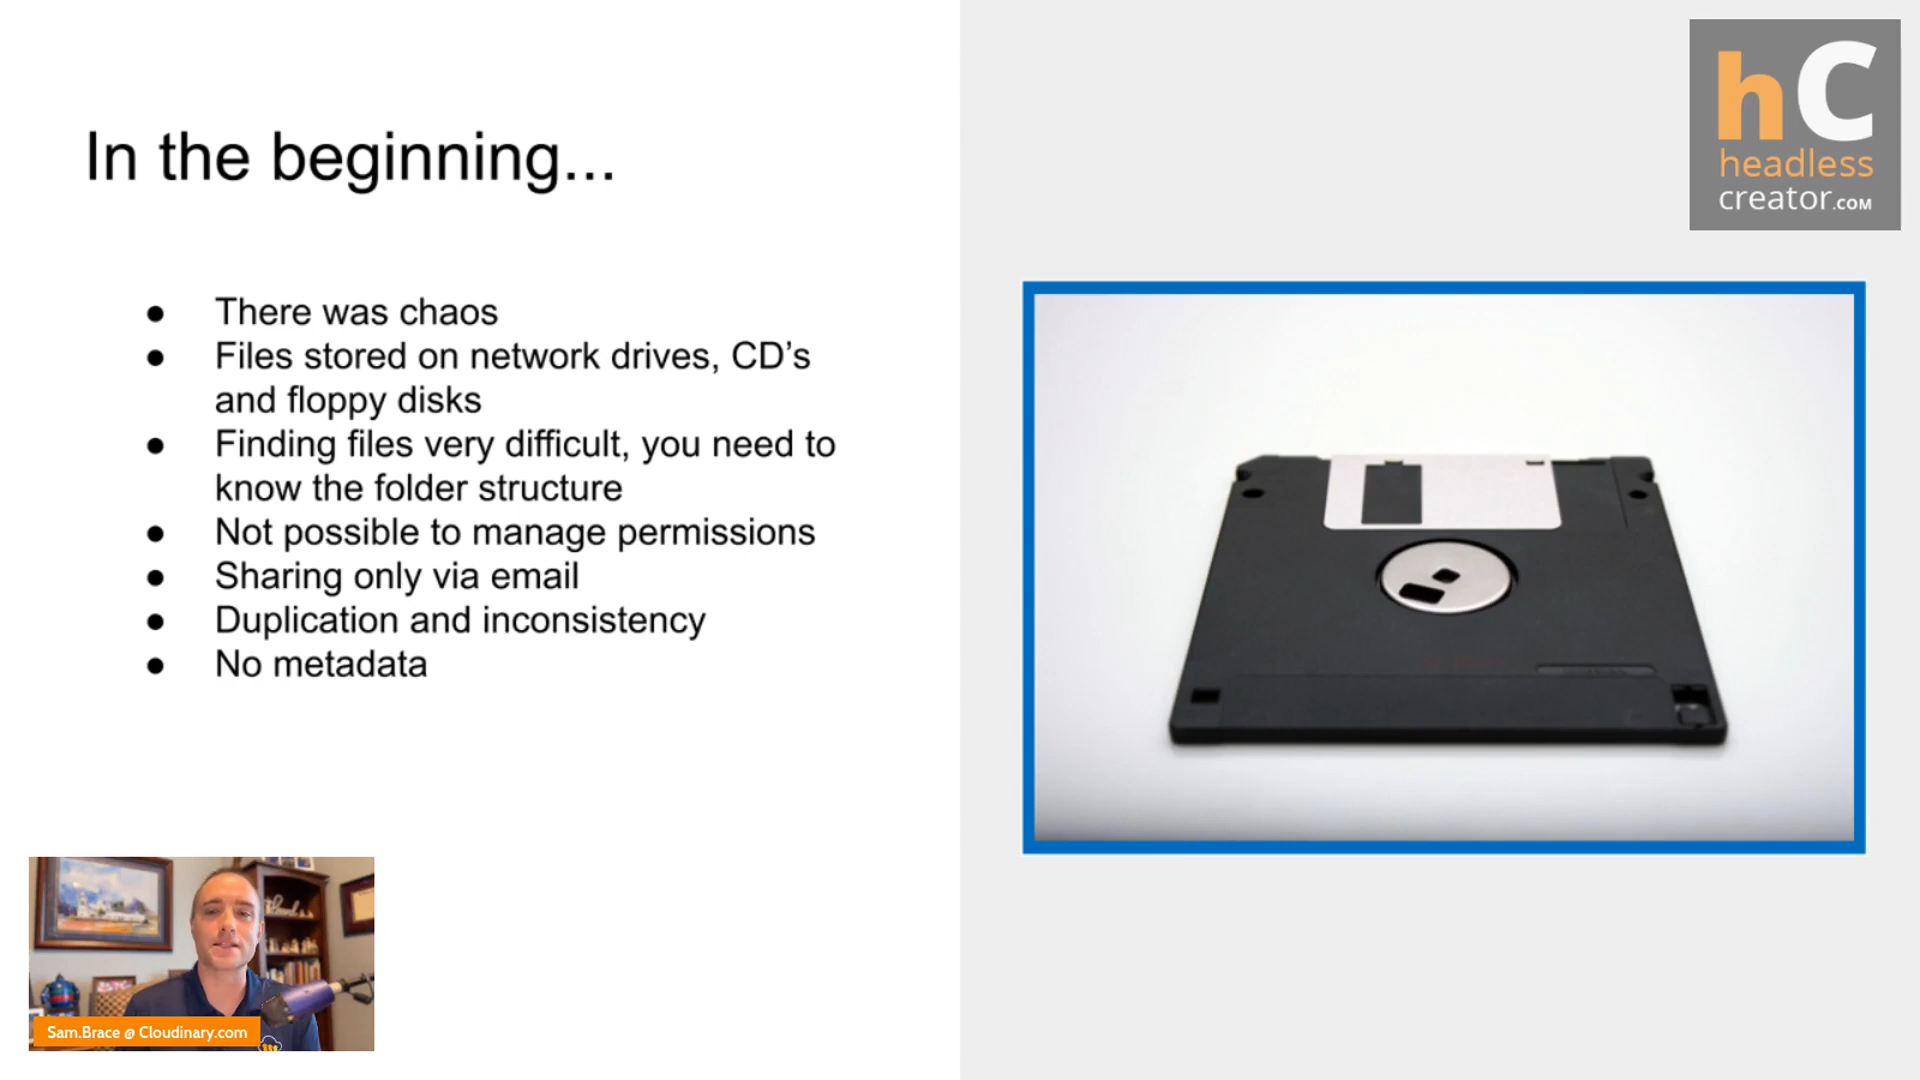 In the beginning...
● There was chaos
● Files stored on network drives, CD’s
and floppy disks
● Finding files very difficult, you need to
know the folder structure
● Not possible to manage permissions
● Sharing only via email
● Duplication and inconsistency
● No metadata
hC
headless
creator.COM
Sam.Brace @ Cloudinary.com